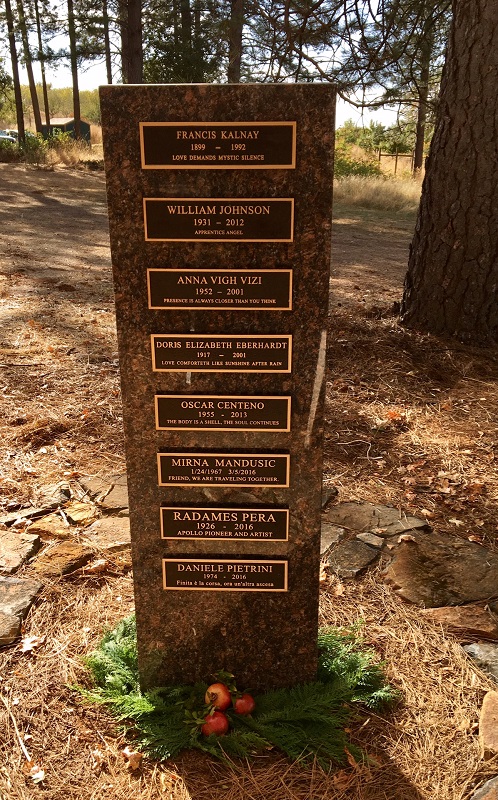 FRANCIS KALNAY
1899 – 1992
LOVE DEMANDS MYSTIC SILENCE
WILLIAM JOHNSON
1931 – 2012
APPRENTICE ANGEL
ANNA VIGH VIZI
1952 – 2001
PRESENCE IS ALWAYS CLOSER THAN YOU THINK
DORIS ELIZABETH EBERHARDT
1917 – 2001
LOVE COMFORTETH LIKE SUNSHINE AFTER RAIN
OSCAR CENTENO
1955 - 2013
THE BODY IS A SHELL, THE SOUL CONTINUES
MIRNA MANDUSIC
1/24/1967 3/5/2016
FRIEND, WE ARE TRAVELING TOGETHER.
RADAMES PERA
1926 - 2016
APOLLO PIONEER AND ARTIST
DANIELE PIETRINI
1974 - 2016
Finita è la corsa, ora un'altra ascesa